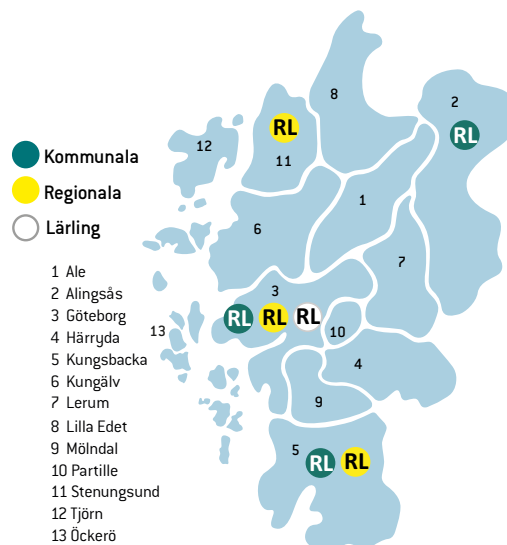 8
2
RL
RL
12
11
Kommunala
Regionala
Lärling
1
6
7
1 Ale
2 Alingsås
3 Göteborg
4 Härryda
5 Kungsbacka
6 Kungälv
7 Lerum
8 Lilla Edet
9 Mölndal
10 Partille
11 Stenungsund
12 Tjörn
13 Öckerö
3
13
RL RL RL
10
4
9
5
RL RL